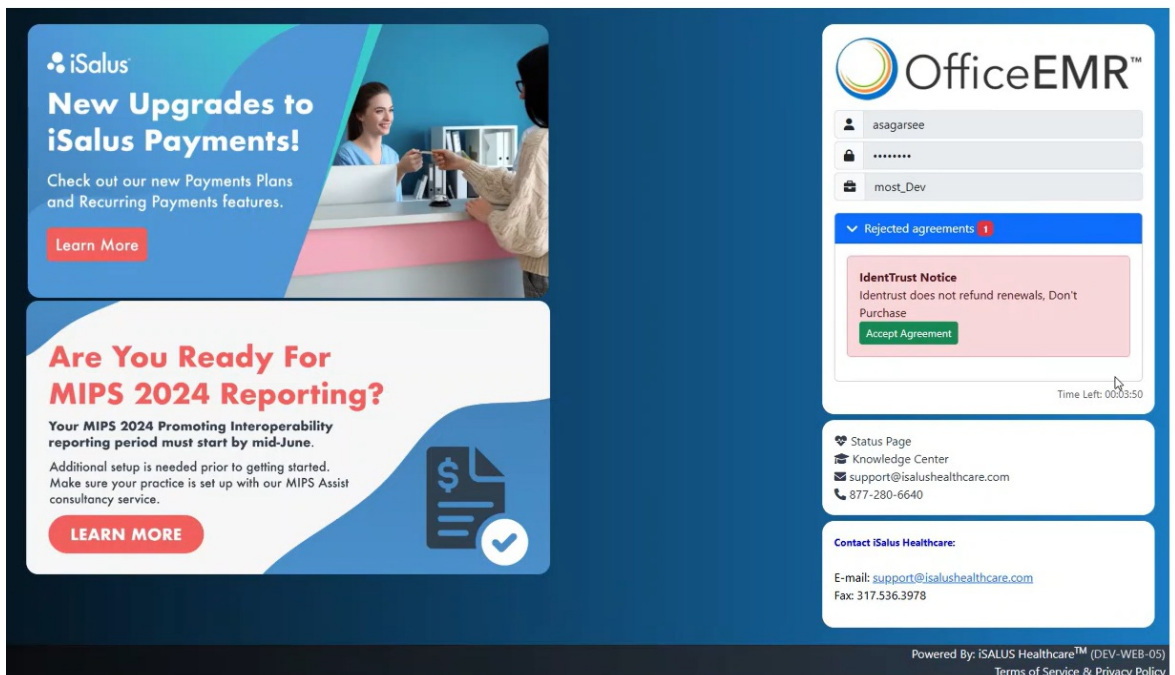 iSalus
New Upgrades to
iSalus Payments!
Check out our new Payments Plans
and Recurring Payments features.
Learn More
Are You Ready For
MIPS 2024 Reporting?
Your MIPS 2024 Promoting Interoperability
reporting period must start by mid-June.
Additional setup is needed prior to getting started.
Make sure your practice is set up with our MIPS Assist
consultancy service.
LEARN MORE
OfficeEMR™
asagarsee
••••••••
most_Dev
Rejected agreements 1
IdentTrust Notice
Identrust does not refund renewals, Don't
Purchase
Accept Agreement
Time Left: 00:03:50
Status Page
Knowledge Center
support@isalushealthcare.com
877-280-6640
Contact iSalus Healthcare:
E-mail: support@isalushealthcare.com
Fax: 317.536.3978
Powered By: iSALUS Healthcare™ (DEV-WEB-05)
Terms of Service & Privacy Policy